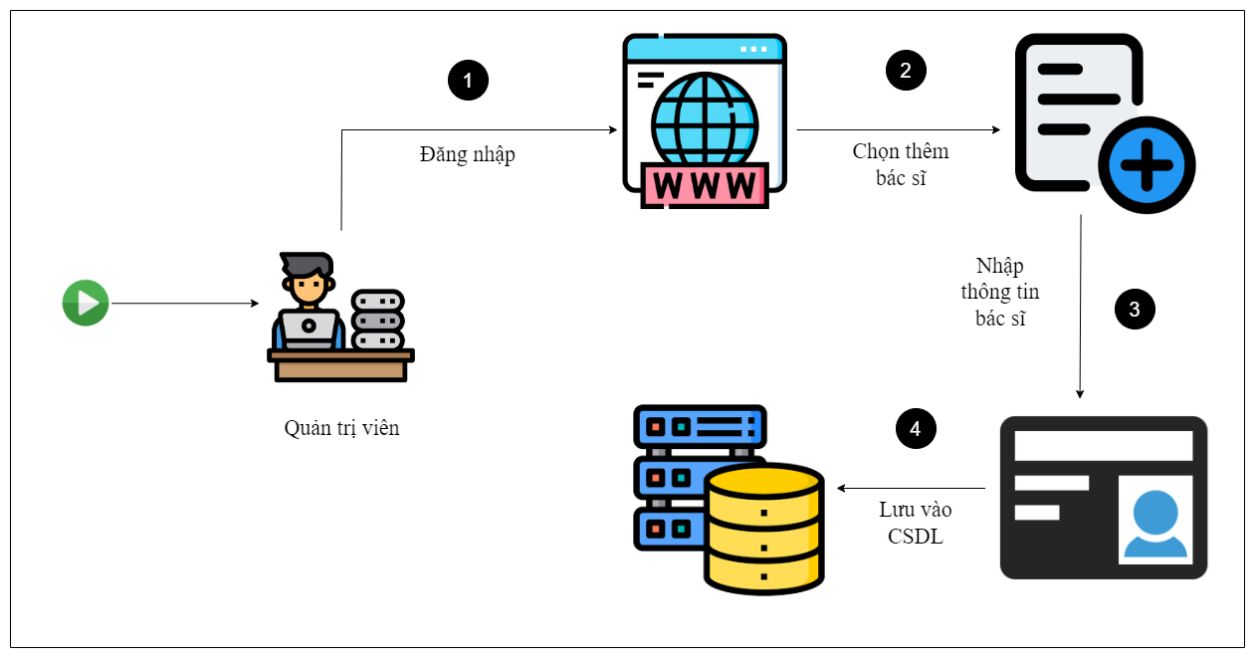 1
Đăng nhập
WWW
2
Chọn thêm
bác sĩ
Nhập
thông tin
bác sĩ
3
Quản trị viên
4
Lưu vào
CSDL